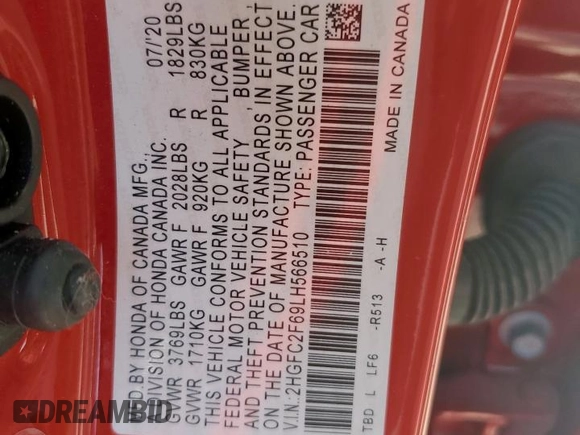 MFD. BY HONDA OF CANADA MFG., 07/'20
A DIVISION OF HONDA CANADA INC.
GVWR 3769LBS GAWR F 2028LBS R 1829LBS
GVWR 1710KG GAWR F 920KG R 830KG
THIS VEHICLE CONFORMS TO ALL APPLICABLE
FEDERAL MOTOR VEHICLE SAFETY, BUMPER,
AND THEFT PREVENTION STANDARDS IN EFFECT
ON THE DATE OF MANUFACTURE SHOWN ABOVE.
V.I.N:2HGFC2F69LH566510 TYPE: PASSENGER CAR
TBD L LF6 -R513 -A -H MADE IN CANADA
DREAMBID